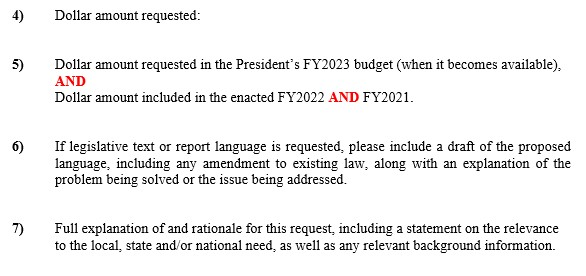 4) Dollar amount requested:
5) Dollar amount requested in the President's FY2023 budget (when it becomes available),
AND
Dollar amount included in the enacted FY2022 AND FY2021.
6) If legislative text or report language is requested, please include a draft of the proposed
language, including any amendment to existing law, along with an explanation of the
problem being solved or the issue being addressed.
7) Full explanation of and rationale for this request, including a statement on the relevance
to the local, state and/or national need, as well as any relevant background information.